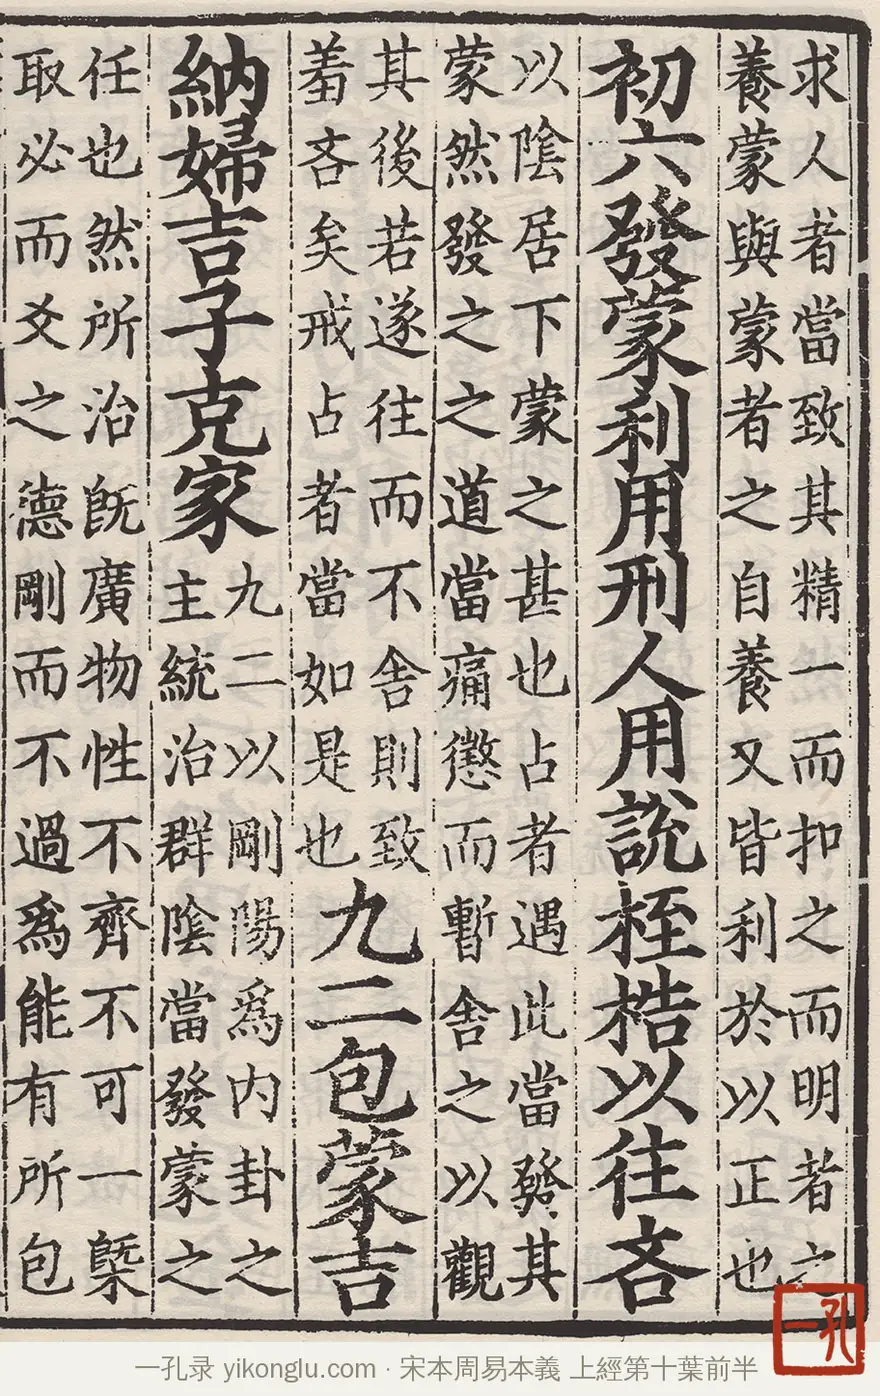 求人者當致其精一而扣之而明者之
養蒙與蒙者之自養又皆利於以正也
初六發蒙利用刑人用說桎梏以往吝
以陰居下蒙之甚也占者遇此當發其
蒙然發之之道當痛懲而暫舍之以觀
其後若遂往而不舍則致
羞吝矣戒占者當如是也
九二包蒙吉
納婦吉子克家
九二以剛陽爲内卦之
主統治群陰當發蒙之
任也然所治旣廣物性不齊不可一槩
取必而爻之德剛而不過爲能有所包
一孔
一孔录 yikonglu.com · 宋本周易本義 上經第十葉前半